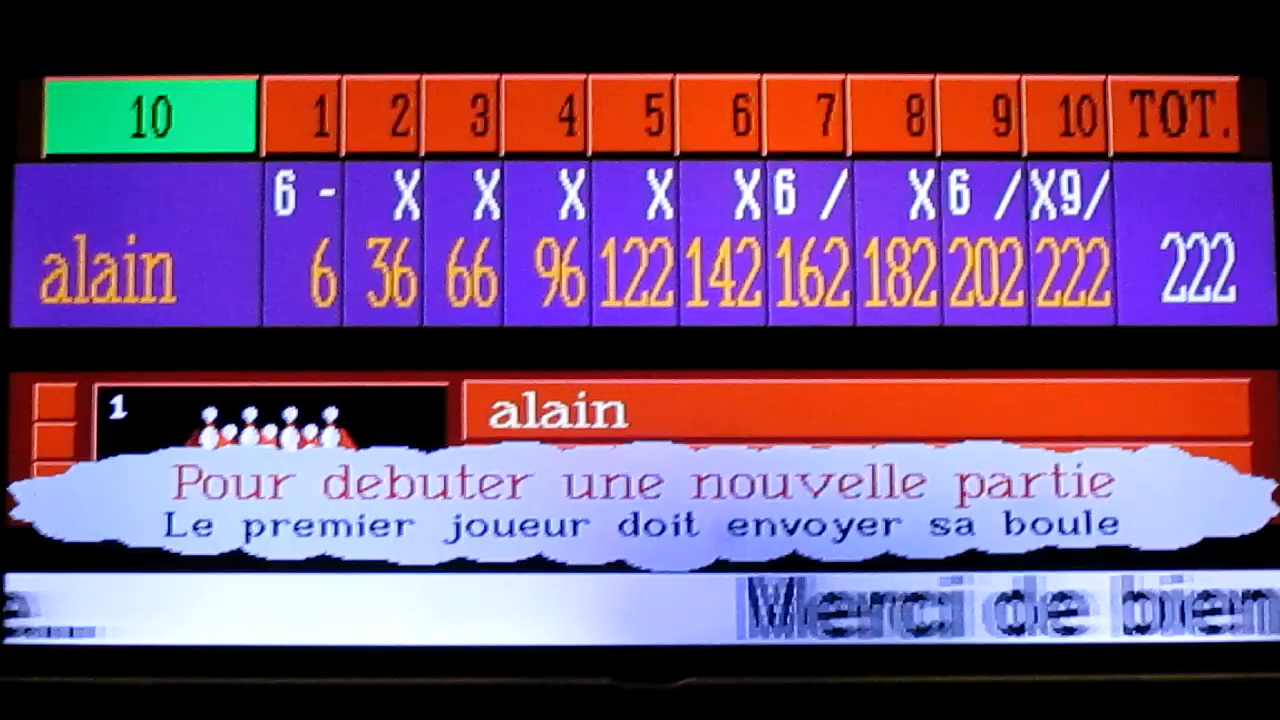 10 1 2 3 4 5 6 7 8 9 10 TOT.
6 - X X X X X 6 / X 6 / X9/
alain 6 36 66 96 122 142 162 182 202 222 222
1 alain
Pour debuter une nouvelle partie
Le premier joueur doit envoyer sa boule
Merci de bien